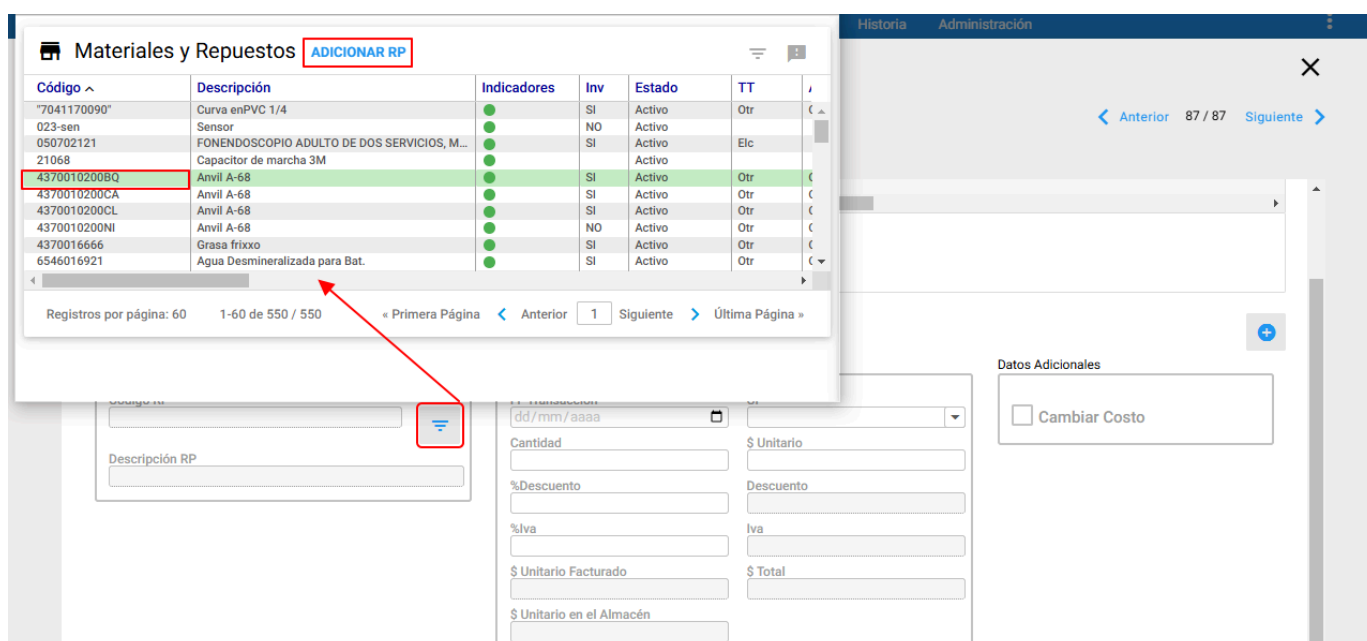 Historia Administración
Materiales y Repuestos ADICIONAR RP
Código Descripción Indicadores Inv Estado TT
"7041170090" Curva enPVC 1/4 SI Activo Otr
023-sen Sensor NO Activo
050702121 FONENDOSCOPIO ADULTO DE DOS SERVICIOS, M... SI Activo Elc
21068 Capacitor de marcha 3M Activo
4370010200BQ Anvil A-68 SI Activo Otr
4370010200CA Anvil A-68 SI Activo Otr
4370010200CL Anvil A-68 SI Activo Otr
4370010200NI Anvil A-68 NO Activo Otr
4370016666 Grasa frixxo SI Activo Otr
6546016921 Agua Desmineralizada para Bat. SI Activo Otr
Registros por página: 60 1-60 de 550 / 550 « Primera Página Anterior 1 Siguiente Última Página »
Anterior 87 / 87 Siguiente
Datos Adicionales
Cambiar Costo
Descripción RP
dd/mm/aaaa
Cantidad $ Unitario
%Descuento Descuento
%Iva Iva
$ Unitario Facturado $ Total
$ Unitario en el Almacén